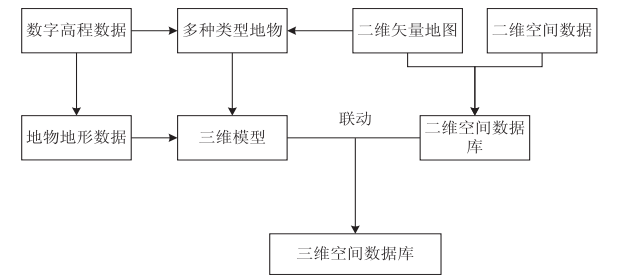 数字高程数据
多种类型地物
二维矢量地图
二维空间数据
地物地形数据
三维模型
联动
二维空间数据
库
三维空间数据库